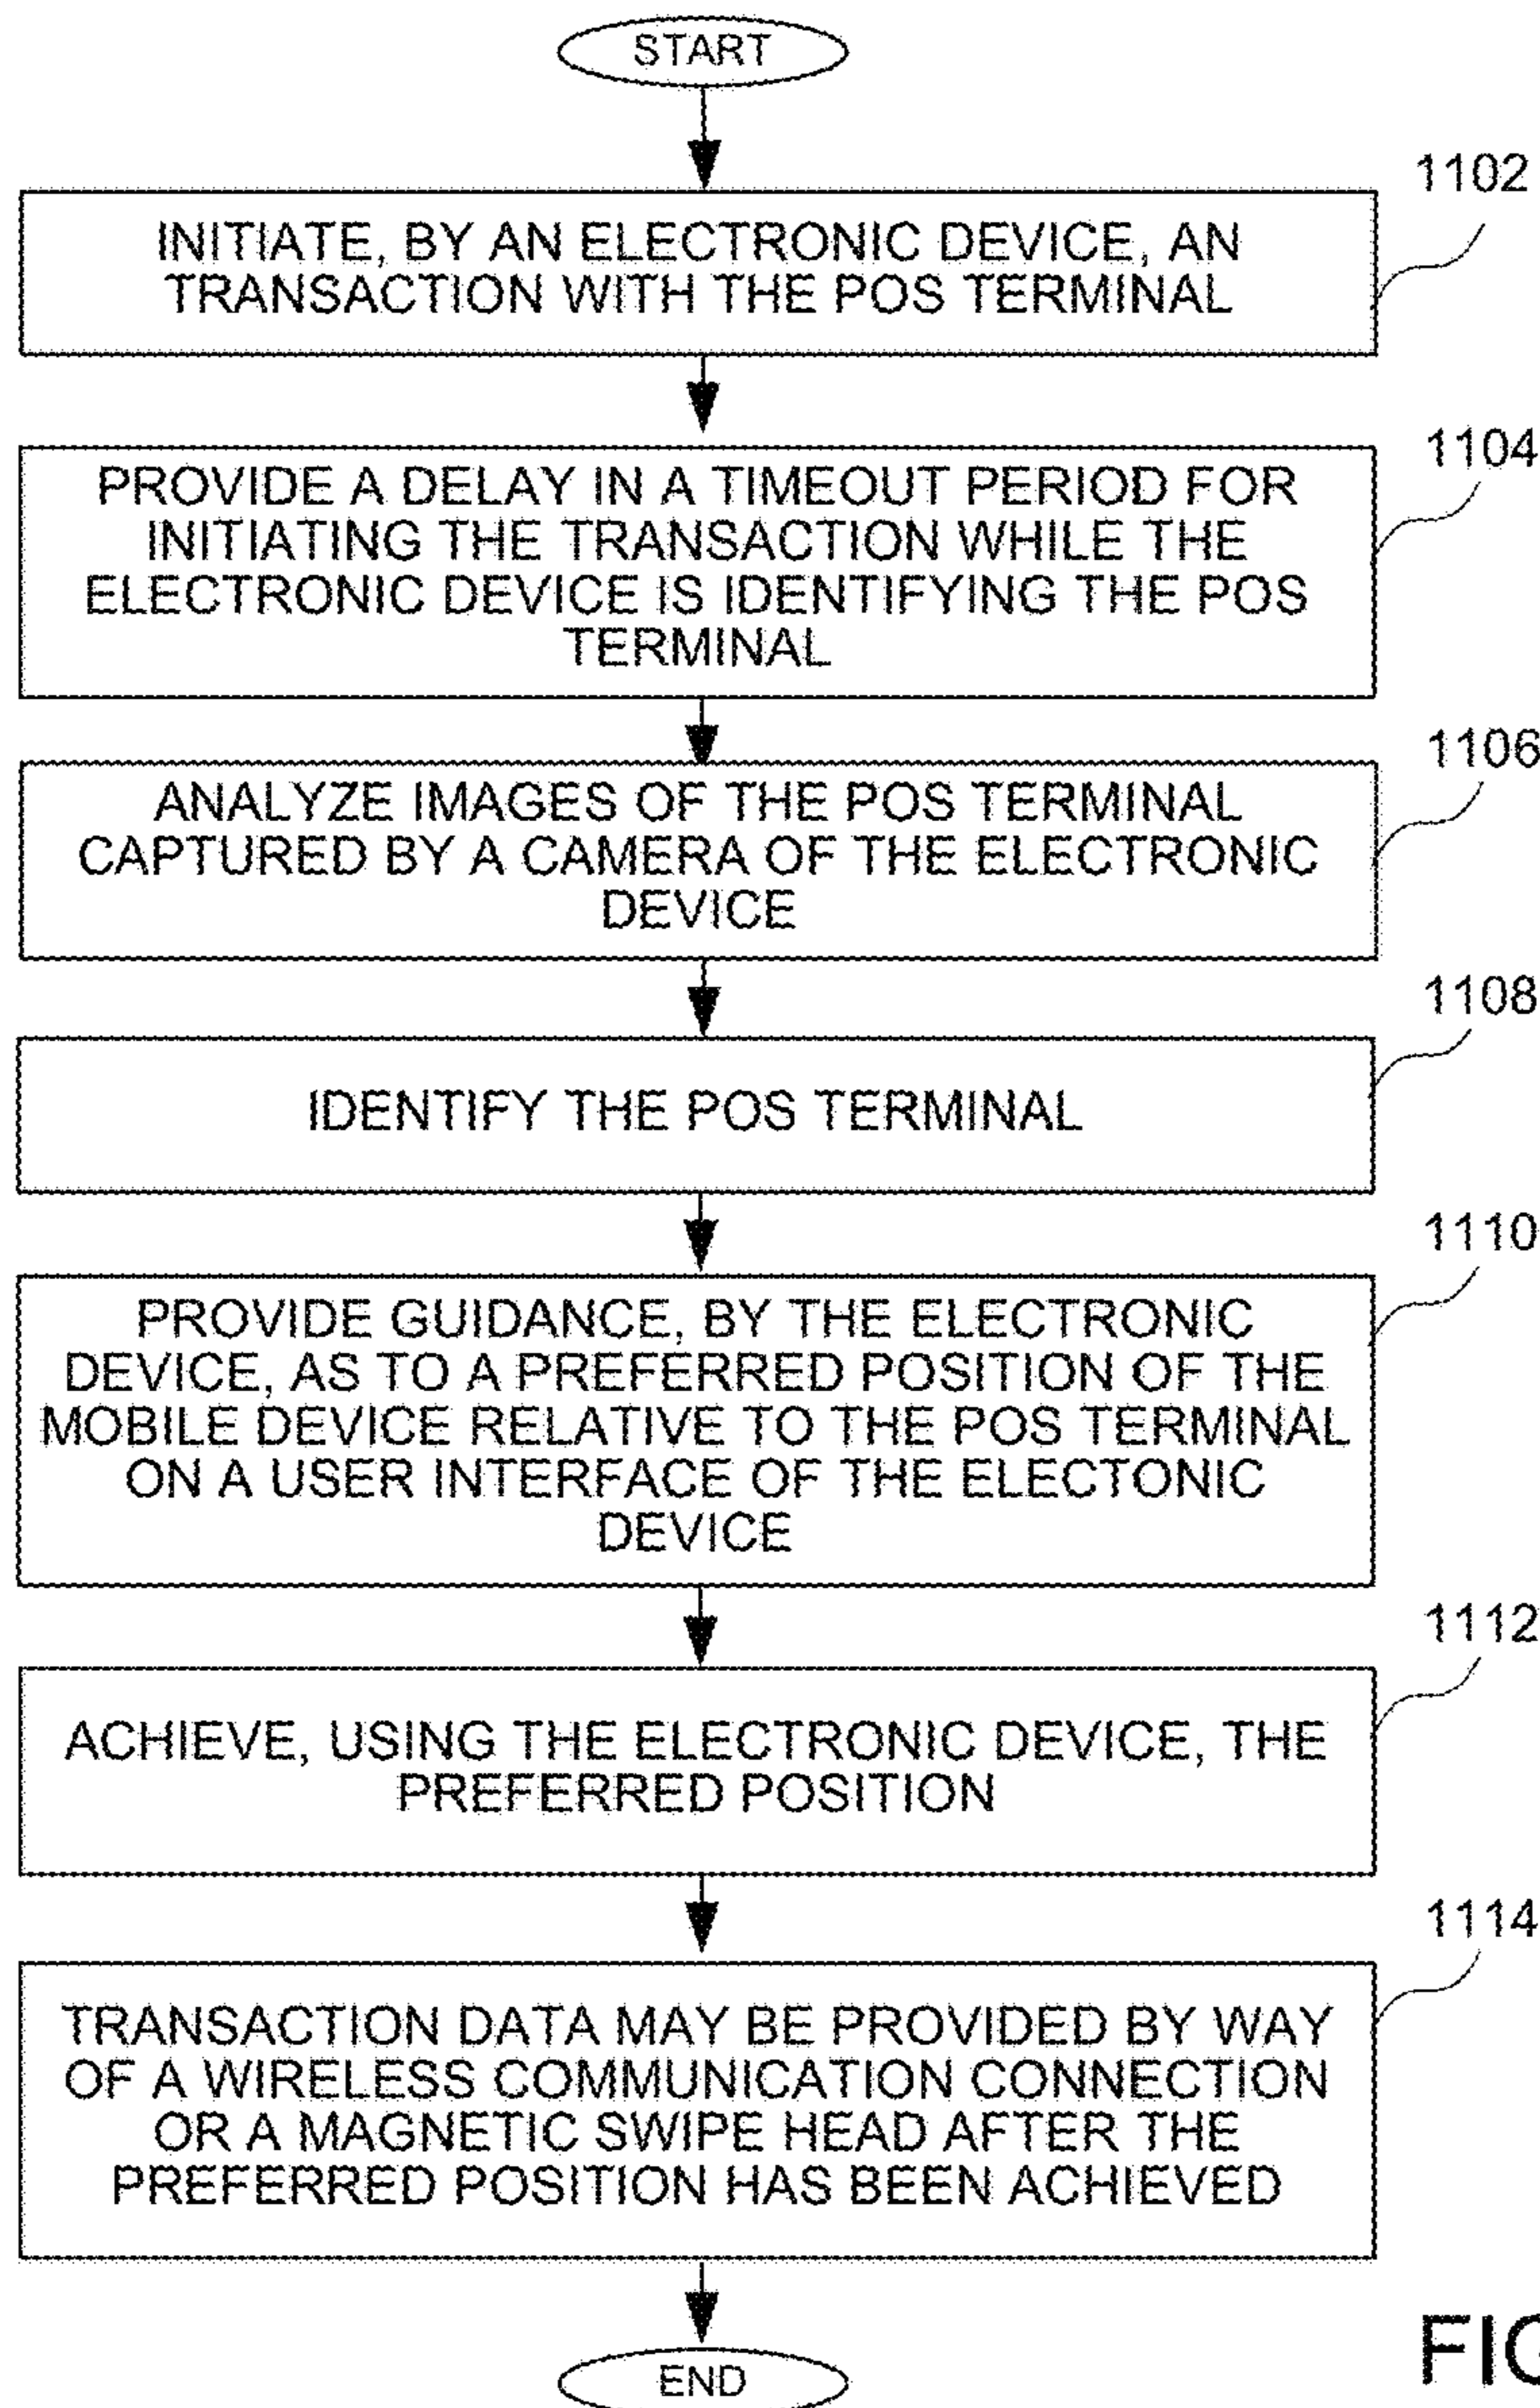 START
1102
INITIATE, BY AN ELECTRONIC DEVICE, AN
TRANSACTION WITH THE POS TERMINAL
1104
PROVIDE A DELAY IN A TIMEOUT PERIOD FOR
INITIATING THE TRANSACTION WHILE THE
ELECTRONIC DEVICE IS IDENTIFYING THE POS
TERMINAL
1106
ANALYZE IMAGES OF THE POS TERMINAL
CAPTURED BY A CAMERA OF THE ELECTRONIC
DEVICE
1108
IDENTIFY THE POS TERMINAL
1110
PROVIDE GUIDANCE, BY THE ELECTRONIC
DEVICE, AS TO A PREFERRED POSITION OF THE
MOBILE DEVICE RELATIVE TO THE POS TERMINAL
ON A USER INTERFACE OF THE ELECTONIC
DEVICE
1112
ACHIEVE, USING THE ELECTRONIC DEVICE, THE
PREFERRED POSITION
1114
TRANSACTION DATA MAY BE PROVIDED BY WAY
OF A WIRELESS COMMUNICATION CONNECTION
OR A MAGNETIC SWIPE HEAD AFTER THE
PREFERRED POSITION HAS BEEN ACHIEVED
END